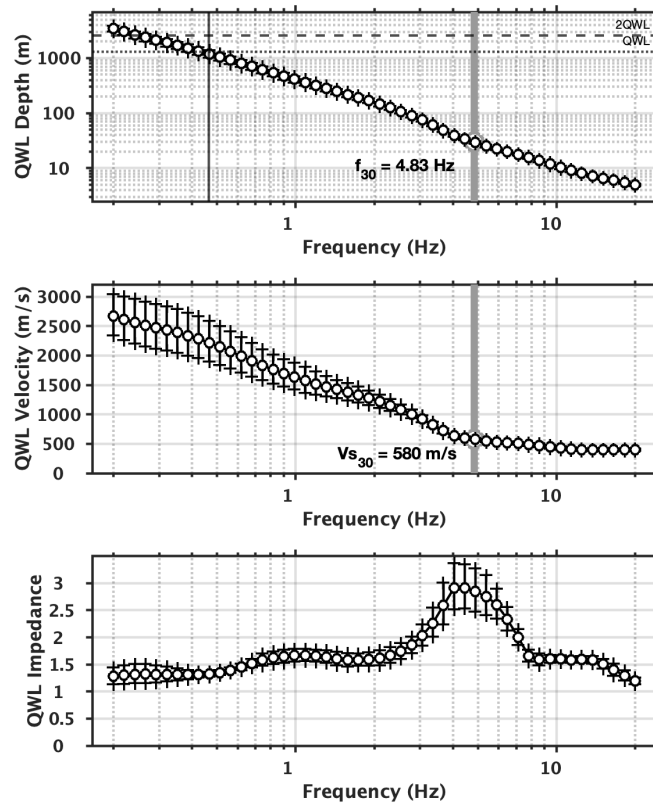 1000
100
10
QWL Depth (m)
2QWL
QWL
f30 = 4.83 Hz
1
10
Frequency (Hz)
3000
2500
2000
1500
1000
500
0
QWL Velocity (m/s)
Vs30 = 580 m/s
1
10
Frequency (Hz)
3
2.5
2
1.5
1
0.5
0
QWL Impedance
1
10
Frequency (Hz)